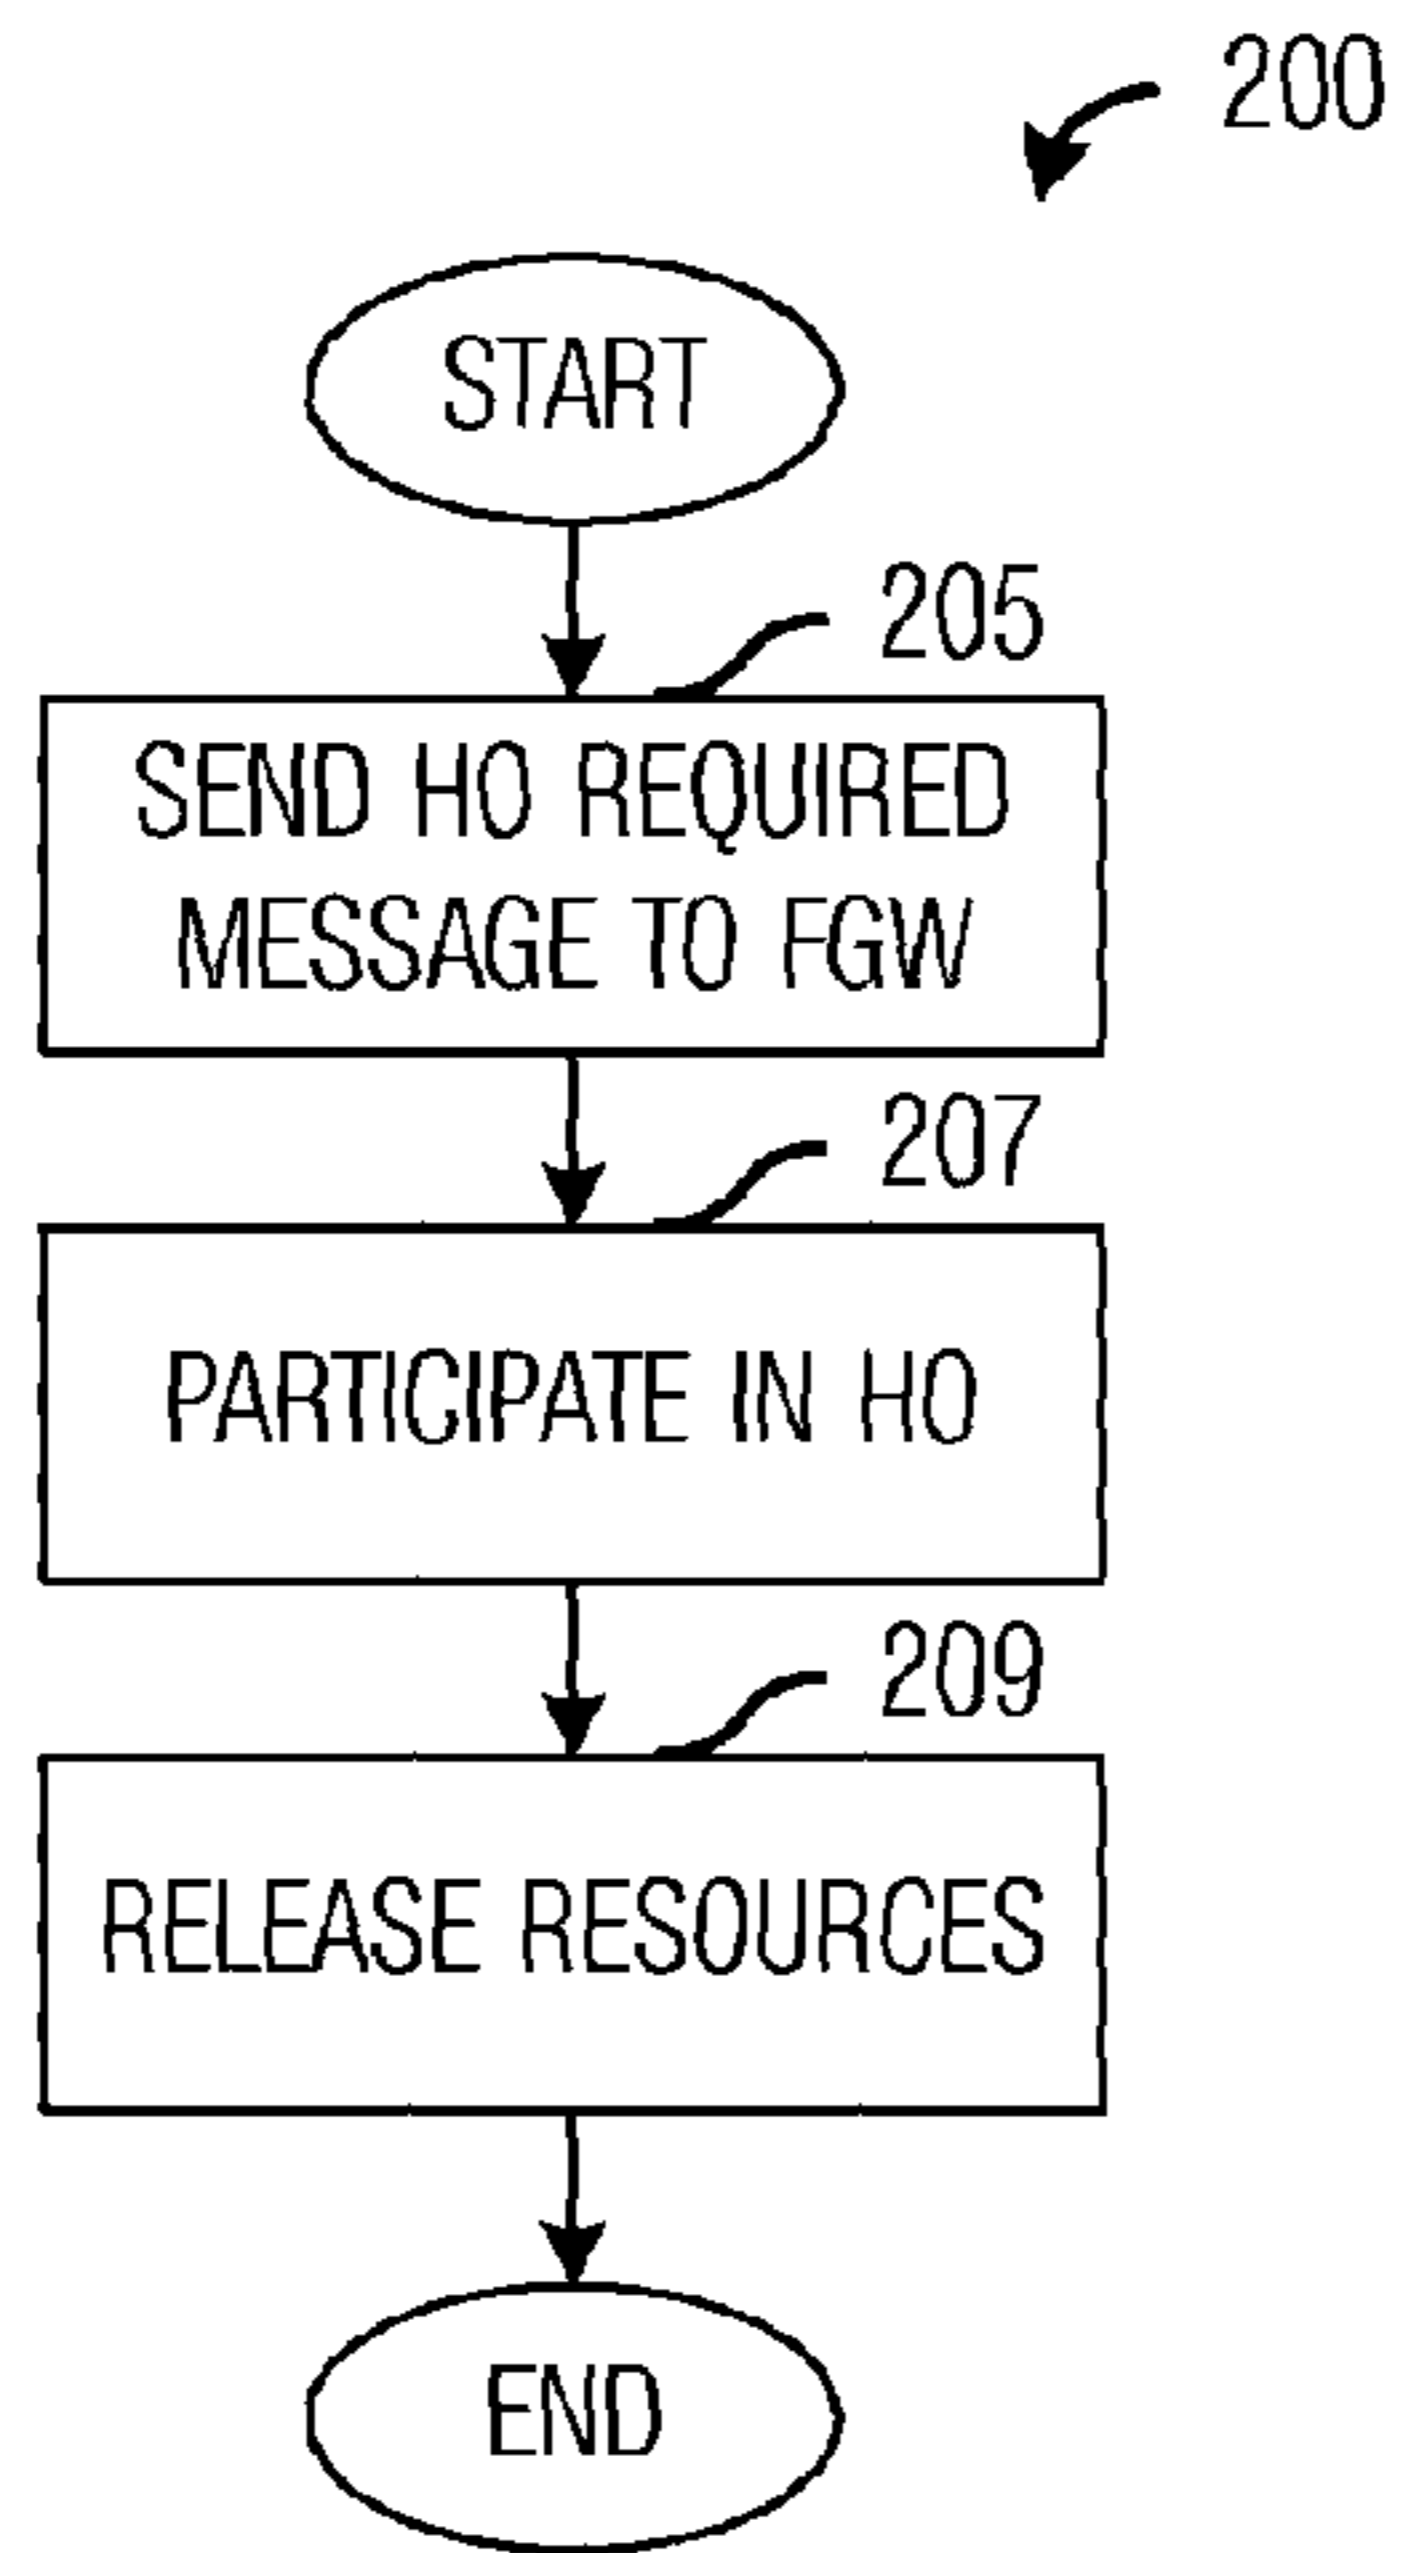 200
START
205
SEND HO REQUIRED
MESSAGE TO FGW
207
PARTICIPATE IN HO
209
RELEASE RESOURCES
END